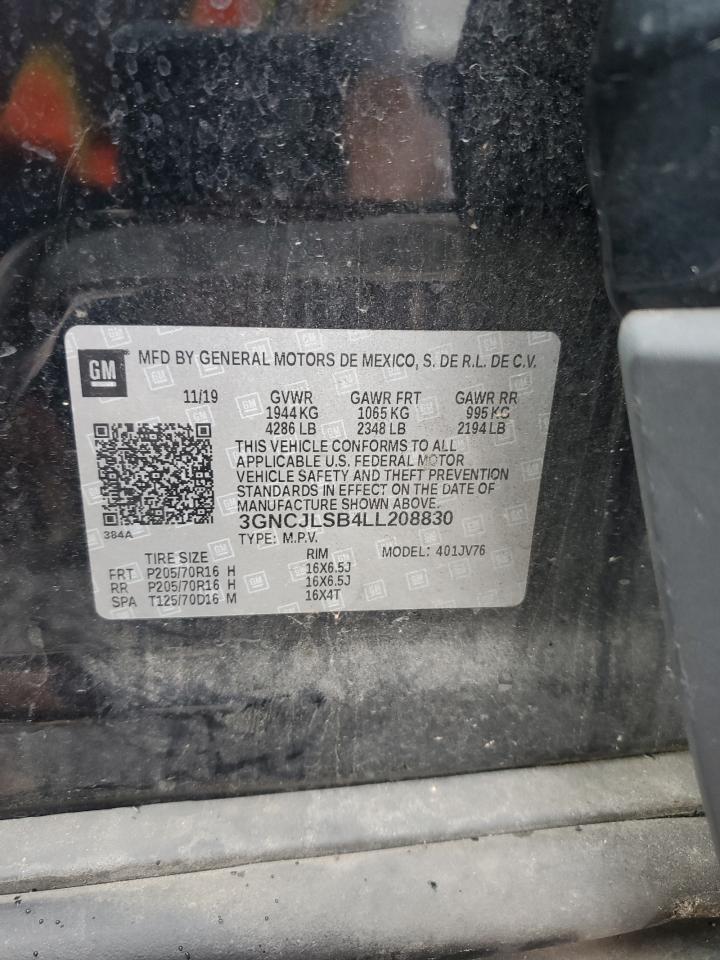 GM MFD BY GENERAL MOTORS DE MEXICO, S. DE R.L. DE C.V.
11/19 GVWR GAWR FRT GAWR RR
1944 KG 1065 KG 995 KG
4286 LB 2348 LB 2194 LB
THIS VEHICLE CONFORMS TO ALL
APPLICABLE U.S. FEDERAL MOTOR
VEHICLE SAFETY AND THEFT PREVENTION
STANDARDS IN EFFECT ON THE DATE OF
MANUFACTURE SHOWN ABOVE.
3GNCJLSB4LL208830
384A
TYPE: M.P.V.
TIRE SIZE RIM MODEL: 401JV76
FRT P205/70R16 H 16X6.5J
RR P205/70R16 H 16X6.5J
SPA T125/70D16 M 16X4T